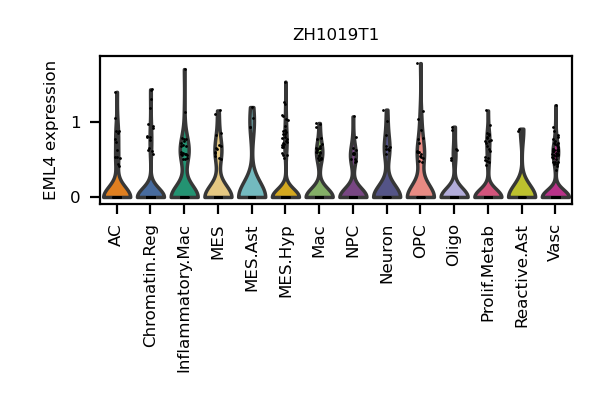 ZH1019T1
EML4 expression
1
0
AC
Chromatin.Reg
Inflammatory.Mac
MES
MES.Ast
MES.Hyp
Mac
NPC
Neuron
OPC
Oligo
Prolif.Metab
Reactive.Ast
Vasc